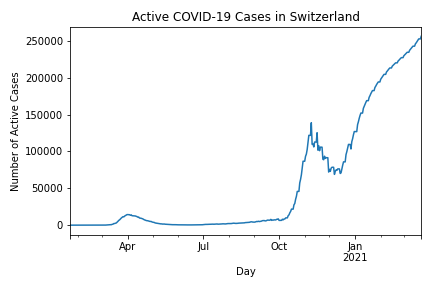 Active COVID-19 Cases in Switzerland
Number of Active Cases
250000
200000
150000
100000
50000
0
Apr
Jul
Oct
Jan
2021
Day